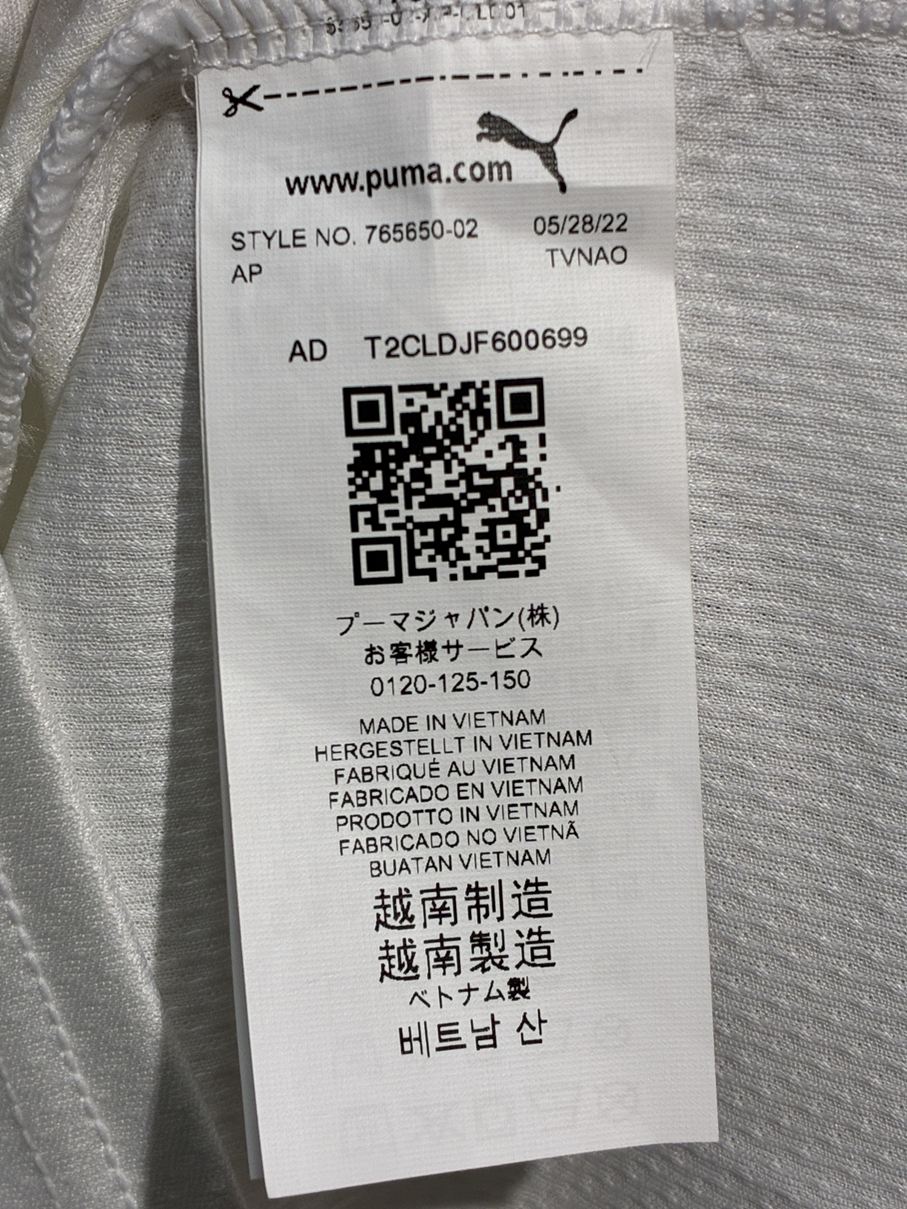 www.puma.com
STYLE NO. 765650-02 05/28/22
AP TVNAO
AD T2CLDJF600699
プーマジャパン(株)
お客様サービス
0120-125-150
MADE IN VIETNAM
HERGESTELLT IN VIETNAM
FABRIQUÉ AU VIETNAM
FABRICADO EN VIETNAM
PRODOTTO IN VIETNAM
FABRICADO NO VIETNÃ
BUATAN VIETNAM
越南制造
越南製造
ベトナム製
베트남 산